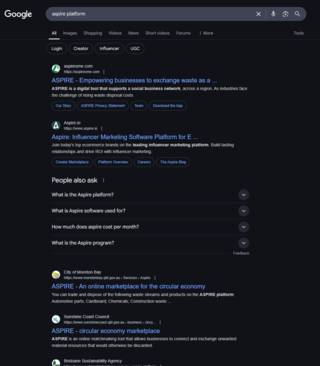 Google
aspire platform
All Images Shopping Videos News Short videos Forums More Tools
Login Creator Influencer UGC
aspiresme.com
https://aspiresme.com
ASPIRE - Empowering businesses to exchange waste as a ...
ASPIRE is a digital tool that supports a social business network, across a region. As industries face
the challenge of rising waste disposal costs.
Our Story ASPIRE Privacy Statement Team Download the App
Aspire.io
https://www.aspire.io
Aspire: Influencer Marketing Software Platform for E ...
Join today's top ecommerce brands on the leading influencer marketing platform. Build lasting
relationships and drive ROI with influencer marketing.
Creator Marketplace Platform Overview Careers The Aspire Blog
People also ask
What is the Aspire platform?
What is Aspire software used for?
How much does aspire cost per month?
What is the Aspire program?
Feedback
City of Moreton Bay
https://www.moretonbay.qld.gov.au › Services › Aspire
ASPIRE - An online marketplace for the circular economy
You can trade and dispose of the following waste streams and products on the ASPIRE platform:
Automotive parts, Cardboard, Chemicals, Construction waste ...
Sunshine Coast Council
ASPIRE - circular economy marketplace
ASPIRE is an online matchmaking tool that allows businesses to connect and exchange unwanted
material resources that would otherwise be discarded.
Brisbane Sustainability Agency